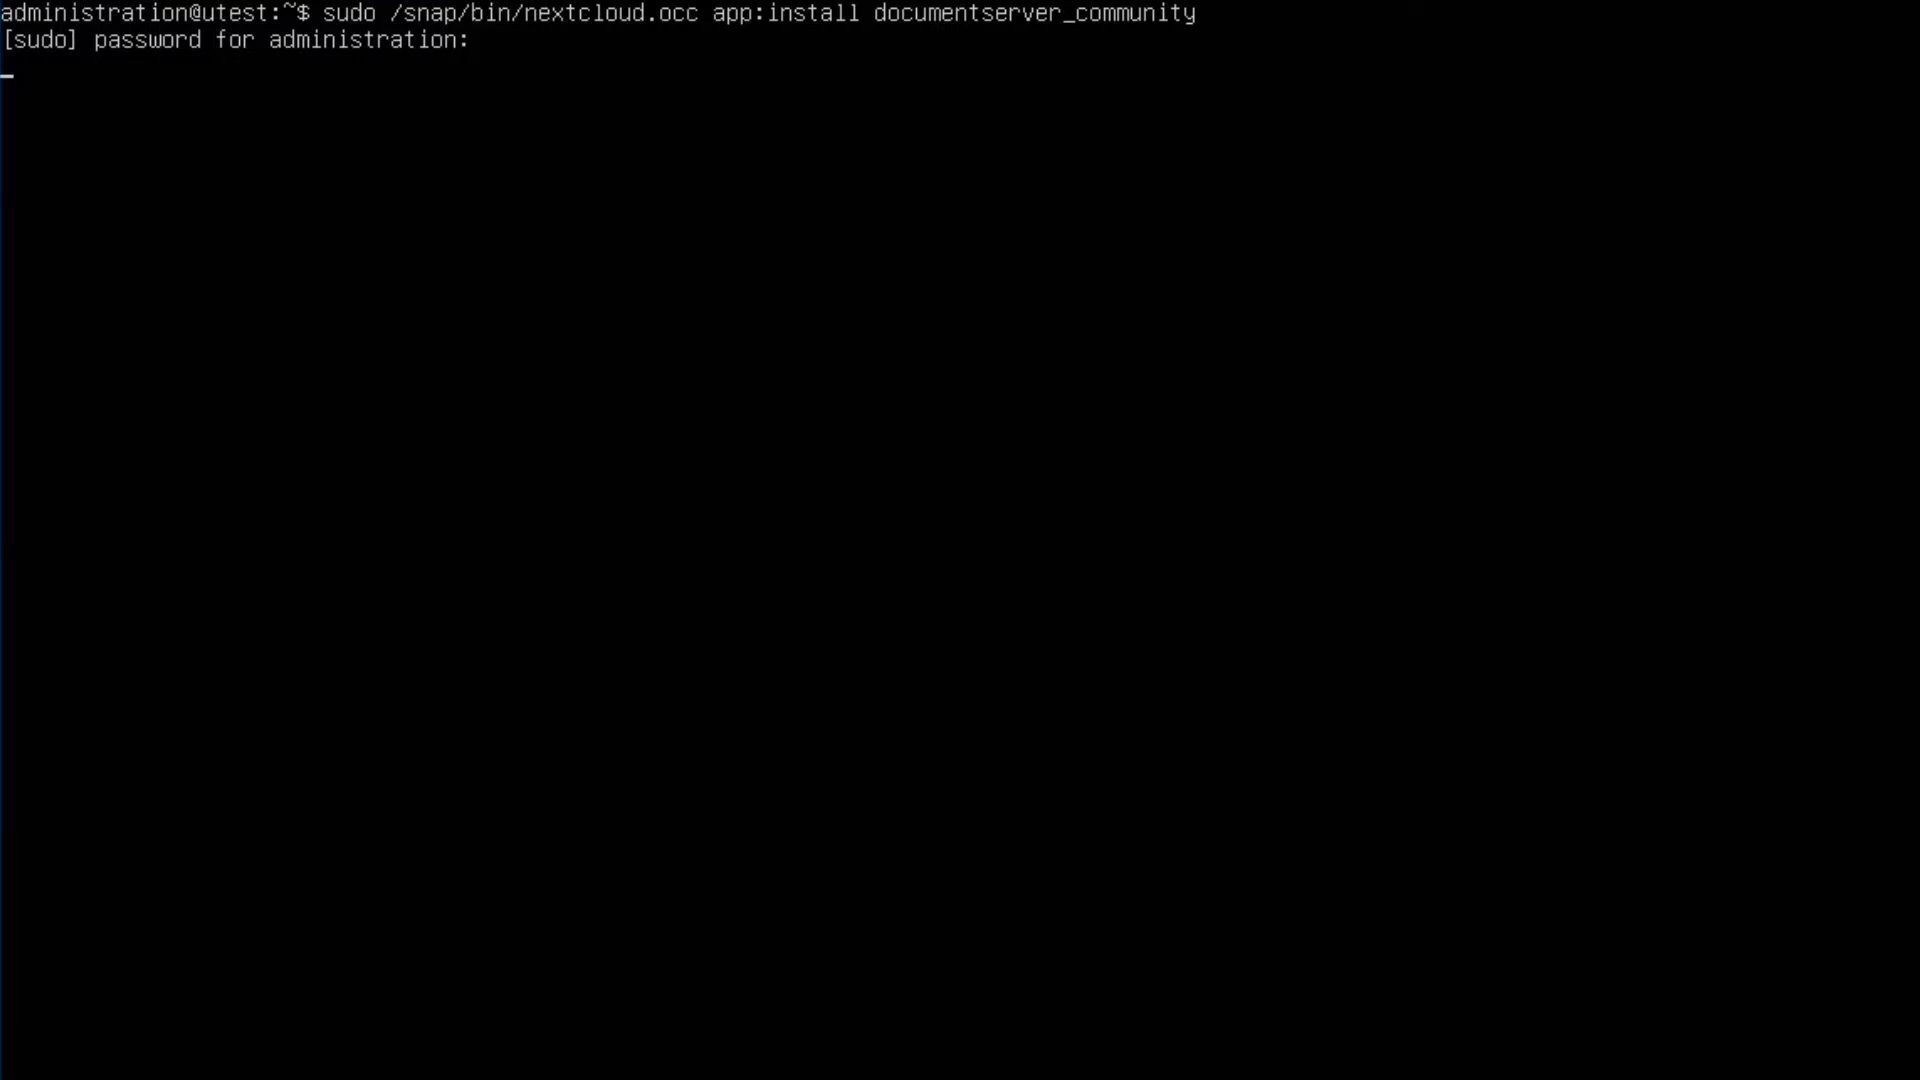 administration@utest:~$ sudo /snap/bin/nextcloud.occ app:install documentserver_community
[sudo] password for administration: